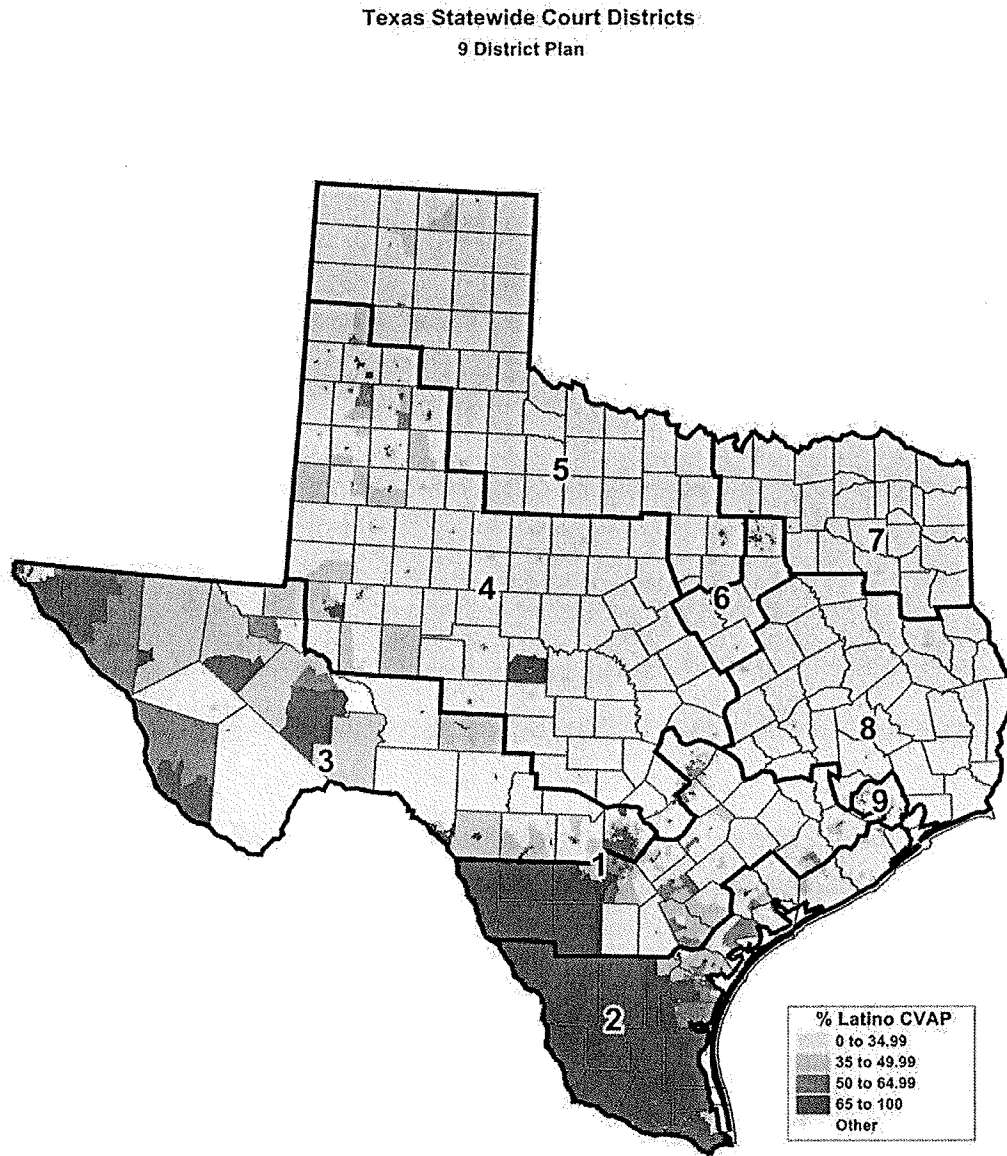 Texas Statewide Court Districts
9 District Plan
5
7
4
6
8
3
9
1
2
% Latino CVAP
0 to 34.99
35 to 49.99
50 to 64.99
65 to 100
Other